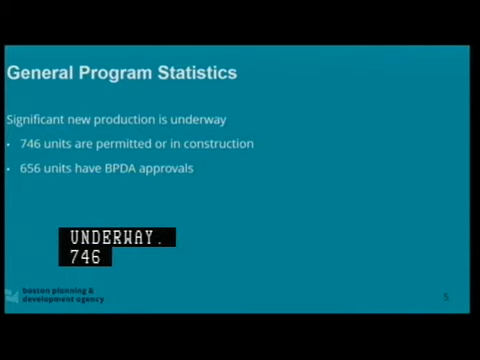 General Program Statistics
Significant new production is underway
• 746 units are permitted or in construction
• 656 units have BPDA approvals
UNDERWAY.
746
boston planning &
development agency
5